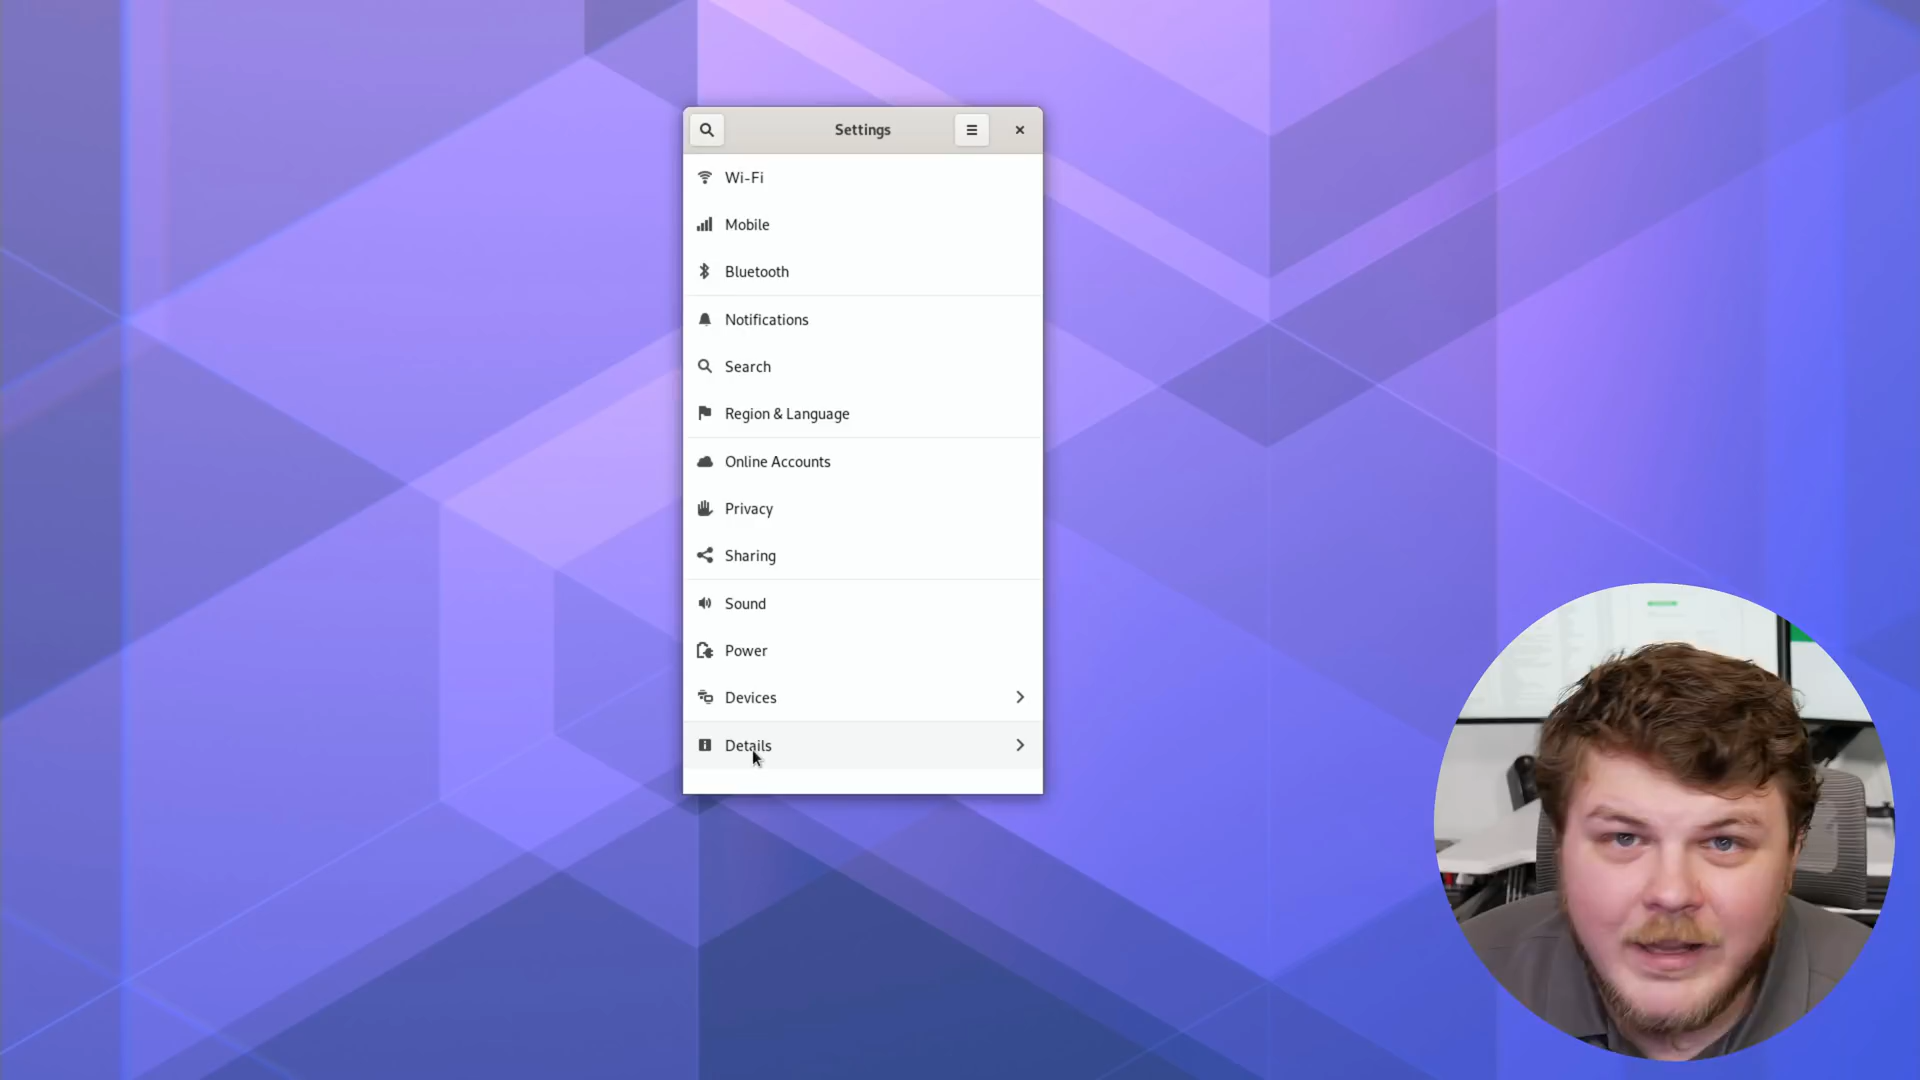 Settings
Wi-Fi
Mobile
Bluetooth
Notifications
Search
Region & Language
Online Accounts
Privacy
Sharing
Sound
Power
Devices
Details